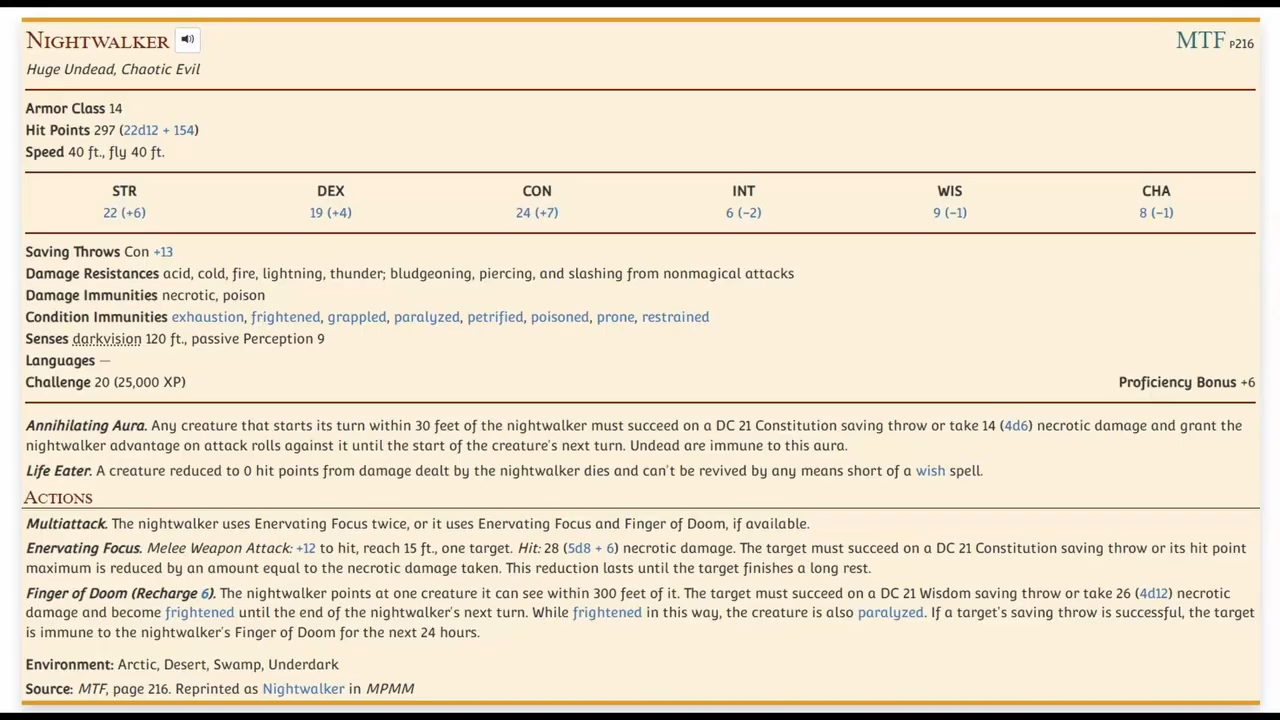 Nightwalker
MTF P216
Huge Undead, Chaotic Evil
Armor Class 14
Hit Points 297 (22d12 + 154)
Speed 40 ft., fly 40 ft.
STR DEX CON INT WIS CHA
22 (+6) 19 (+4) 24 (+7) 6 (−2) 9 (−1) 8 (−1)
Saving Throws Con +13
Damage Resistances acid, cold, fire, lightning, thunder; bludgeoning, piercing, and slashing from nonmagical attacks
Damage Immunities necrotic, poison
Condition Immunities exhaustion, frightened, grappled, paralyzed, petrified, poisoned, prone, restrained
Senses darkvision 120 ft., passive Perception 9
Languages —
Challenge 20 (25,000 XP) Proficiency Bonus +6
Annihilating Aura. Any creature that starts its turn within 30 feet of the nightwalker must succeed on a DC 21 Constitution saving throw or take 14 (4d6) necrotic damage and grant the
nightwalker advantage on attack rolls against it until the start of the creature's next turn. Undead are immune to this aura.
Life Eater. A creature reduced to 0 hit points from damage dealt by the nightwalker dies and can't be revived by any means short of a wish spell.
Actions
Multiattack. The nightwalker uses Enervating Focus twice, or it uses Enervating Focus and Finger of Doom, if available.
Enervating Focus. Melee Weapon Attack: +12 to hit, reach 15 ft., one target. Hit: 28 (5d8 + 6) necrotic damage. The target must succeed on a DC 21 Constitution saving throw or its hit point
maximum is reduced by an amount equal to the necrotic damage taken. This reduction lasts until the target finishes a long rest.
Finger of Doom (Recharge 6). The nightwalker points at one creature it can see within 300 feet of it. The target must succeed on a DC 21 Wisdom saving throw or take 26 (4d12) necrotic
damage and become frightened until the end of the nightwalker's next turn. While frightened in this way, the creature is also paralyzed. If a target's saving throw is successful, the target
is immune to the nightwalker's Finger of Doom for the next 24 hours.
Environment: Arctic, Desert, Swamp, Underdark
Source: MTF, page 216. Reprinted as Nightwalker in MPMM